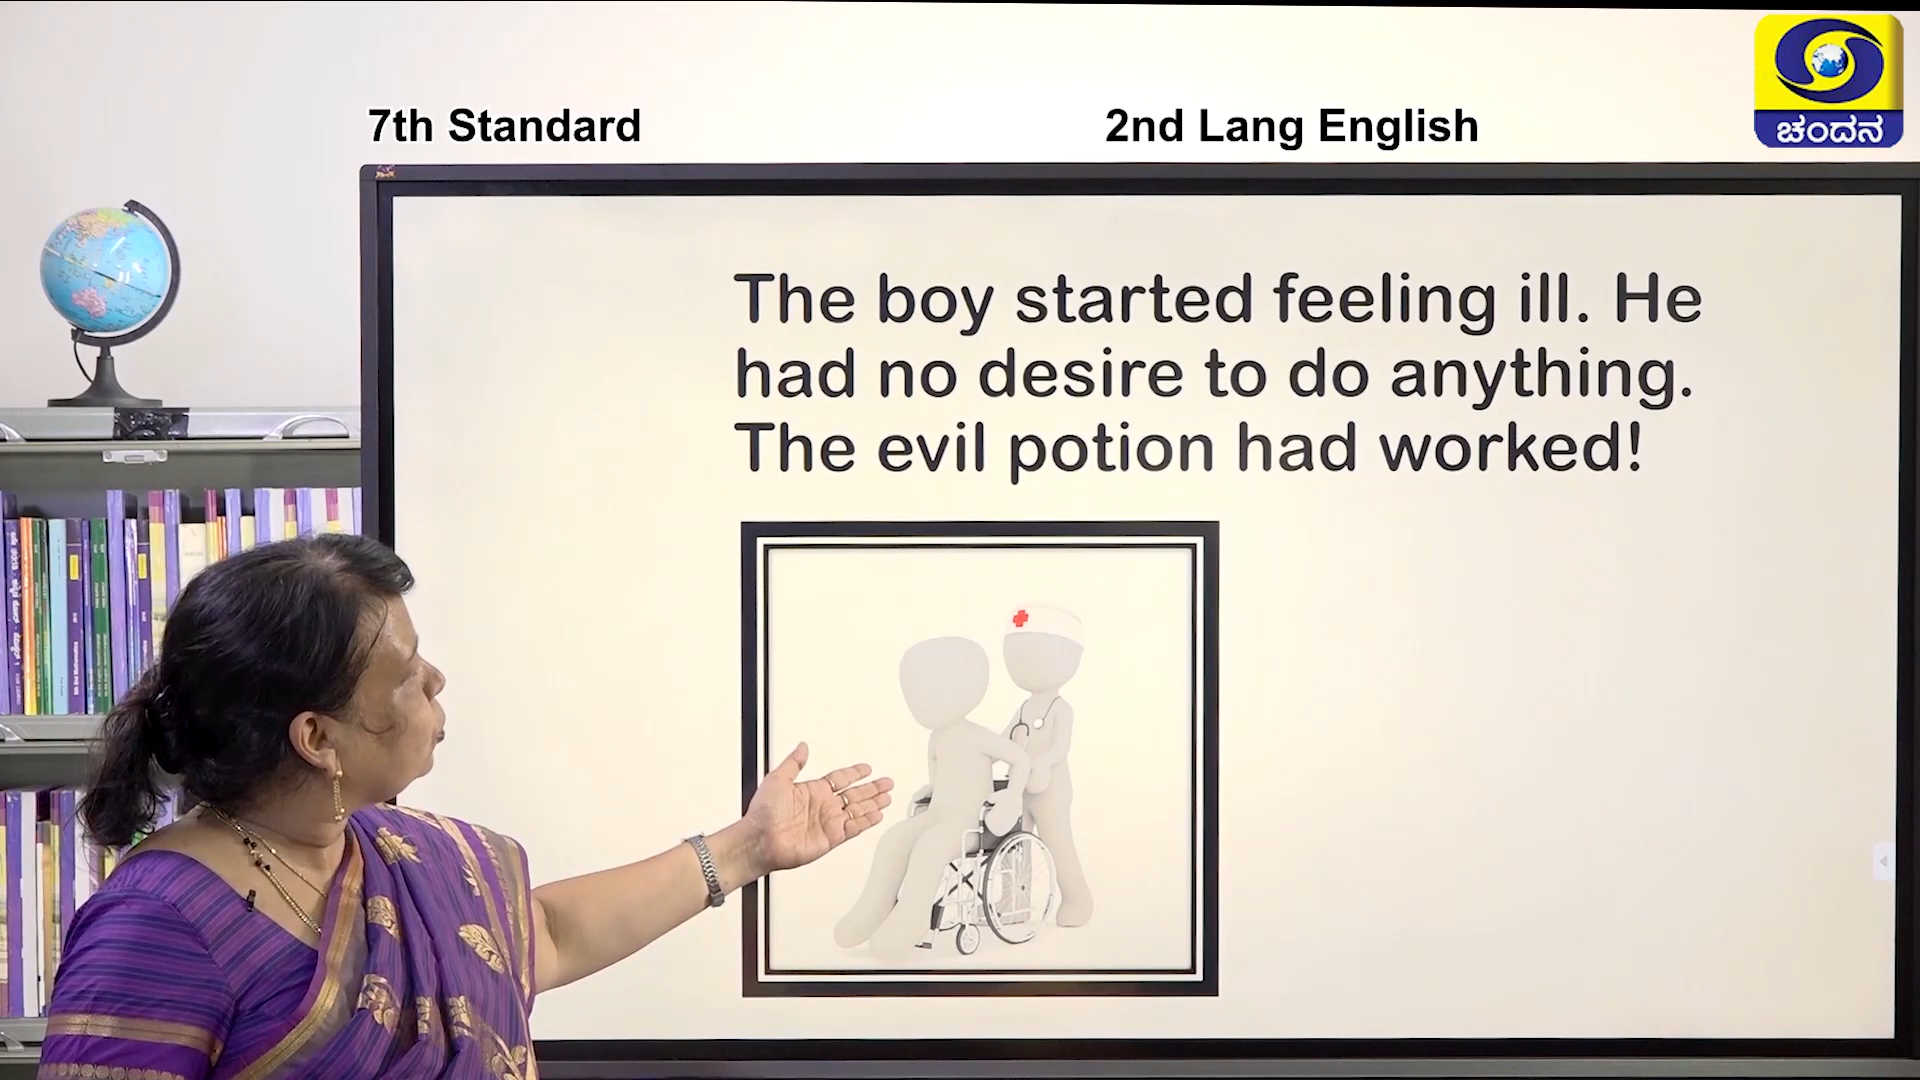 7th Standard
2nd Lang English
ಚಂದನ
The boy started feeling ill. He
had no desire to do anything.
The evil potion had worked!